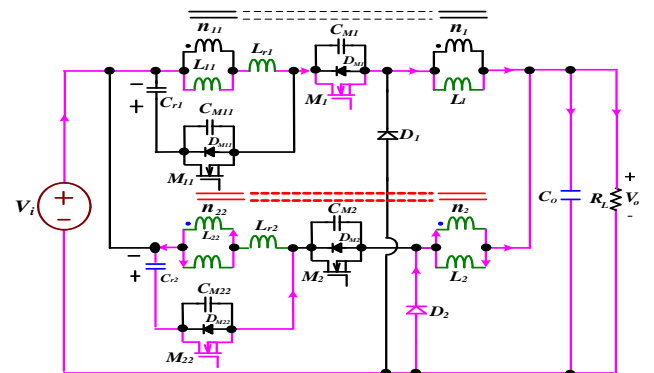 n11 n1
CM1
Lr1
L11 DM1
− M1 L1
+ Cr1 CM11
DM11 D1
M11
Vi + −
n22 CM2 n2
Lr2
Co RL + Vo -
L22 DM2
− M2 L2
+ Cr2
CM22
DM22 D2
M22